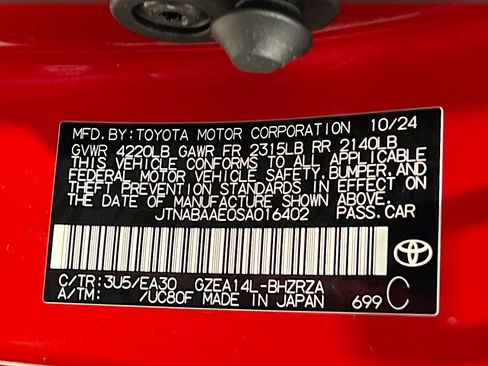 MFD.BY:TOYOTA MOTOR CORPORATION 10/24
GVWR 4220LB GAWR FR 2315LB RR 2140LB
THIS VEHICLE CONFORMS TO ALL APPLICABLE
FEDERAL MOTOR VEHICLE SAFETY,BUMPER,AND
THEFT PREVENTION STANDARDS IN EFFECT ON
THE DATE OF MANUFACTURE SHOWN ABOVE.
JTNABAAE0SA016402 PASS.CAR
C/TR:3U5/EA30 GZEA14L-BHZRZA
A/TM: /UC80F MADE IN JAPAN 699 C